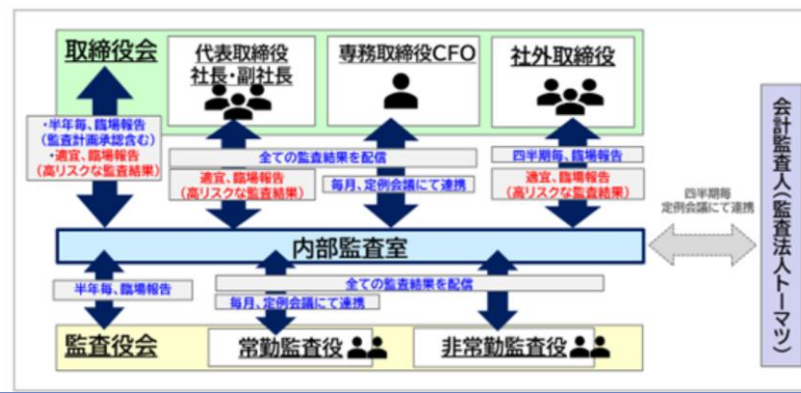 取締役会
代表取締役
社長・副社長
専務取締役CFO
社外取締役
・半年毎、臨場報告
(監査計画承認含む)
・適宜、臨場報告
(高リスクな監査結果)
全ての監査結果を配信
適宜、臨場報告
(高リスクな監査結果)
毎月、定例会議にて連携
四半期毎、臨場報告
適宜、臨場報告
(高リスクな監査結果)
四半期毎
定例会議にて連携
会計監査人(監査法人トーマツ)
内部監査室
半年毎、臨場報告
全ての監査結果を配信
毎月、定例会議にて連携
監査役会
常勤監査役
非常勤監査役